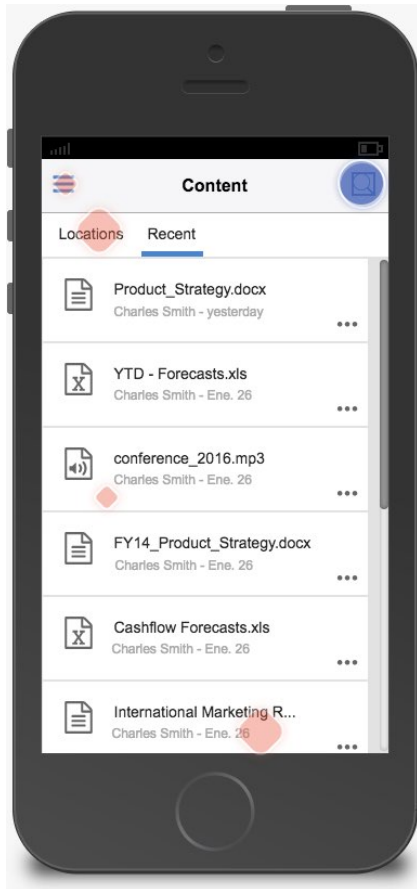 Content
Locations Recent
Product_Strategy.docx
Charles Smith - yesterday
YTD - Forecasts.xls
Charles Smith - Ene. 26
conference_2016.mp3
Charles Smith - Ene. 26
FY14_Product_Strategy.docx
Charles Smith - Ene. 26
Cashflow Forecasts.xls
Charles Smith - Ene. 26
International Marketing R...
Charles Smith - Ene. 26